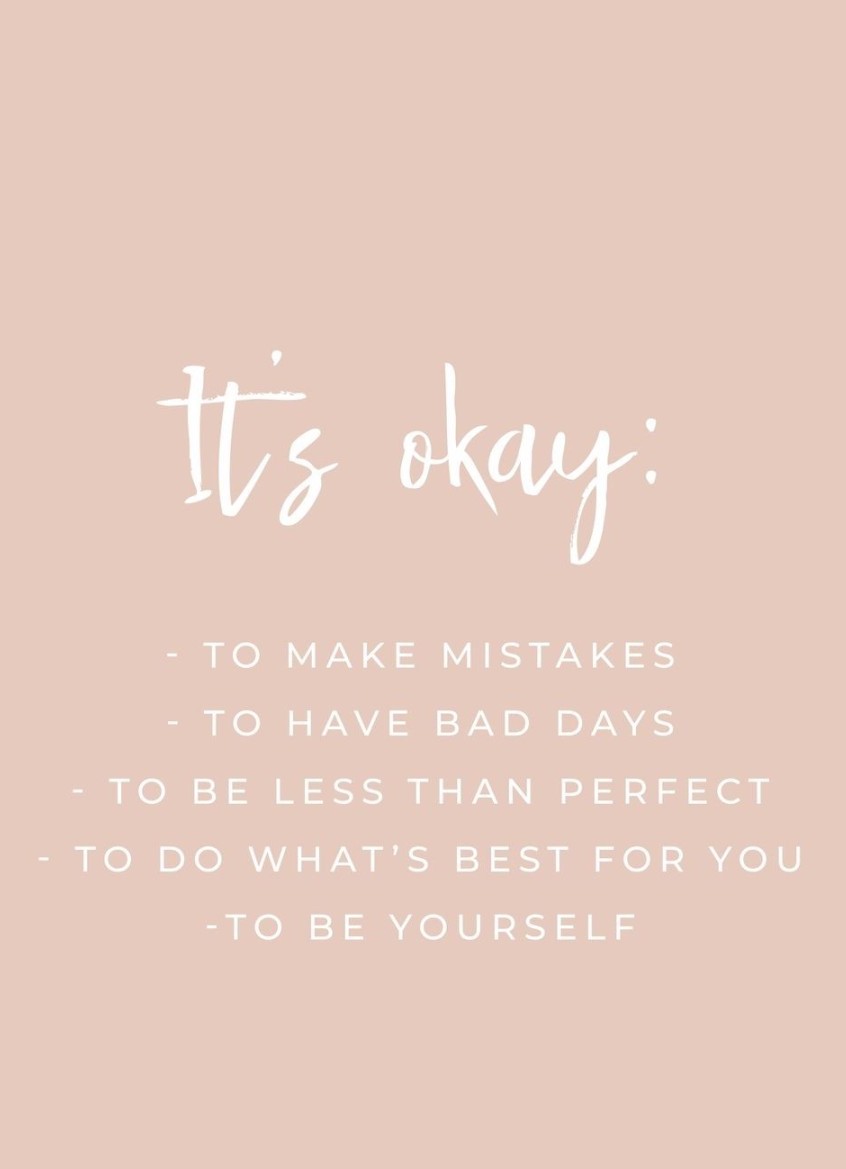 It's okay:
- TO MAKE MISTAKES
- TO HAVE BAD DAYS
- TO BE LESS THAN PERFECT
- TO DO WHAT’S BEST FOR YOU
-TO BE YOURSELF